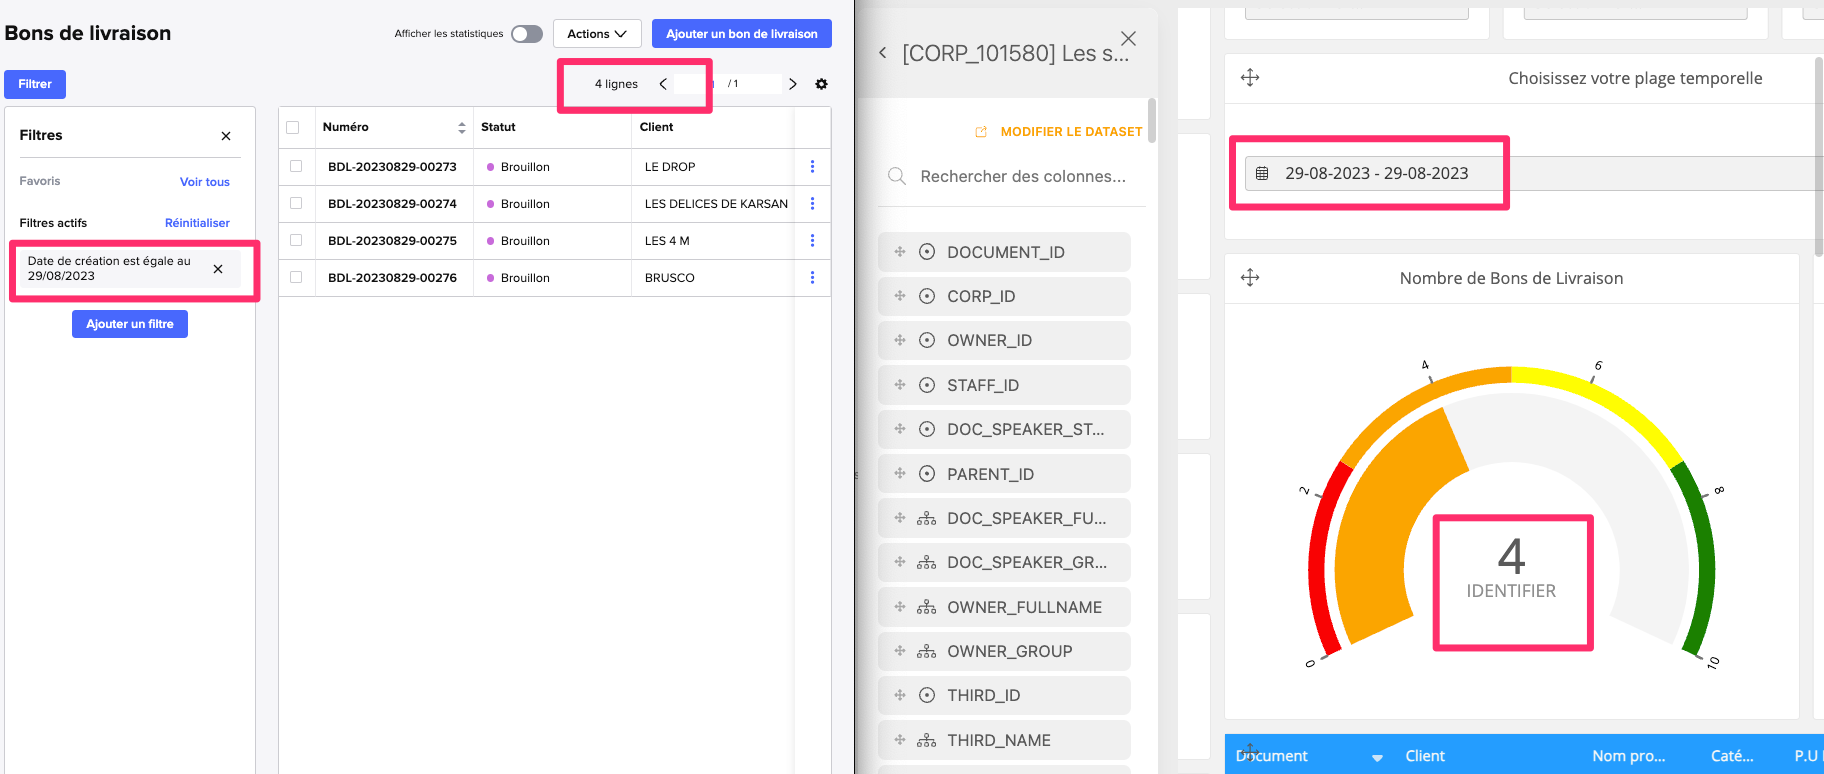 Bons de livraison
Afficher les statistiques
Actions
Ajouter un bon de livraison
Filtrer
4 lignes
/ 1
Filtres
Favoris
Voir tous
Filtres actifs
Réinitialiser
Date de création est égale au
29/08/2023
Ajouter un filtre
Numéro
Statut
Client
BDL-20230829-00273
Brouillon
LE DROP
BDL-20230829-00274
Brouillon
LES DELICES DE KARSAN
BDL-20230829-00275
Brouillon
LES 4 M
BDL-20230829-00276
Brouillon
BRUSCO
[CORP_101580] Les s...
MODIFIER LE DATASET
Rechercher des colonnes...
DOCUMENT_ID
CORP_ID
OWNER_ID
STAFF_ID
DOC_SPEAKER_ST...
PARENT_ID
DOC_SPEAKER_FU...
DOC_SPEAKER_GR...
OWNER_FULLNAME
OWNER_GROUP
THIRD_ID
THIRD_NAME
Choisissez votre plage temporelle
29-08-2023 - 29-08-2023
Nombre de Bons de Livraison
0
2
4
6
8
10
4
IDENTIFIER
Document
Client
Nom pro...
Caté...
P.U